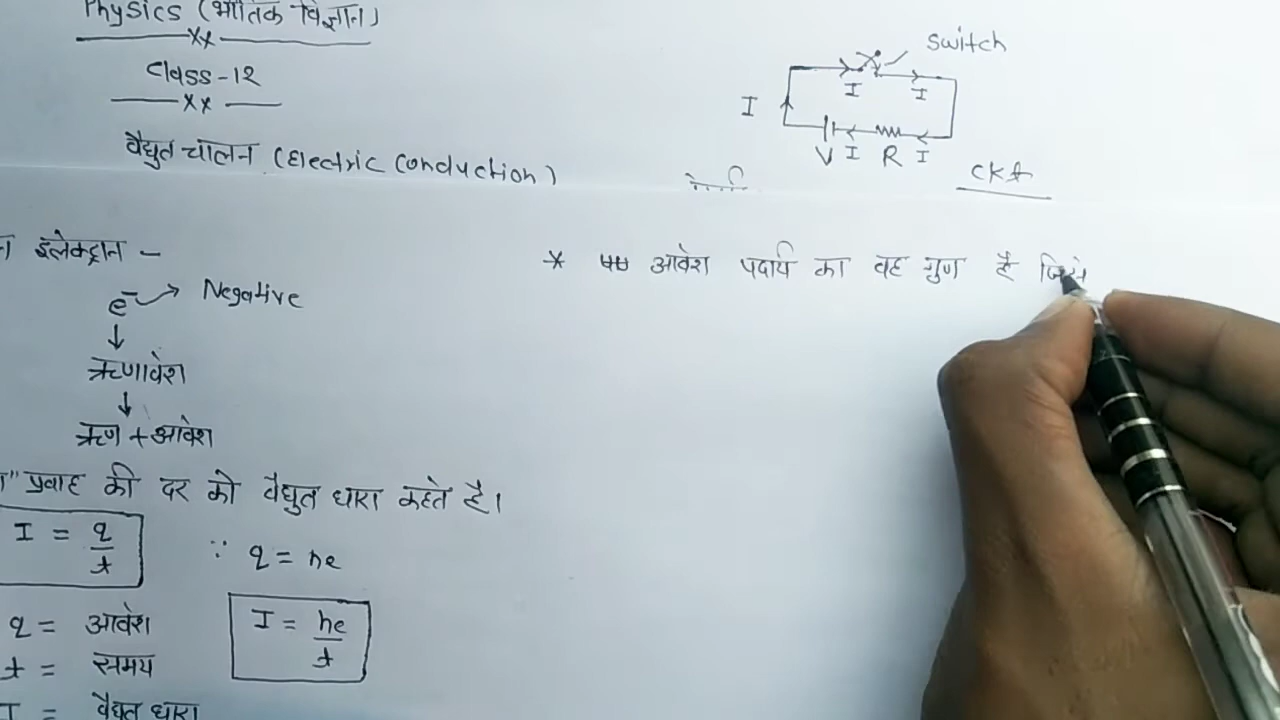 Physics (भौतिक विज्ञान)
Class-12
वैद्युत चालन (Electric Conduction)
Switch
I
I
I
V I R I
CKt
इलेक्ट्रान -
e- Negative
ऋणावेश
ऋण + आवेश
प्रवाह की दर को वैद्युत धारा कहते है।
I = q/t
∵ q = ne
I = ne/t
q = आवेश
t = समय
I = वैद्युत धारा
* आवेश पदार्थ का वह गुण है